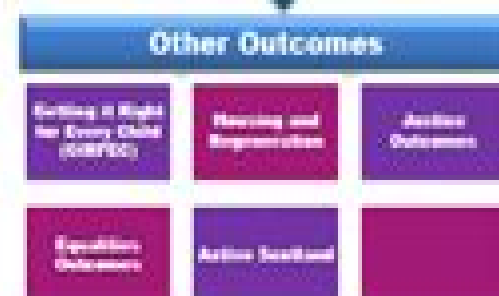 Other Outcomes
Getting it Right
for Every Child
(GIRFEC)
Housing and
Regeneration
Justice
Outcomes
Equalities
Outcomes
Active Scotland